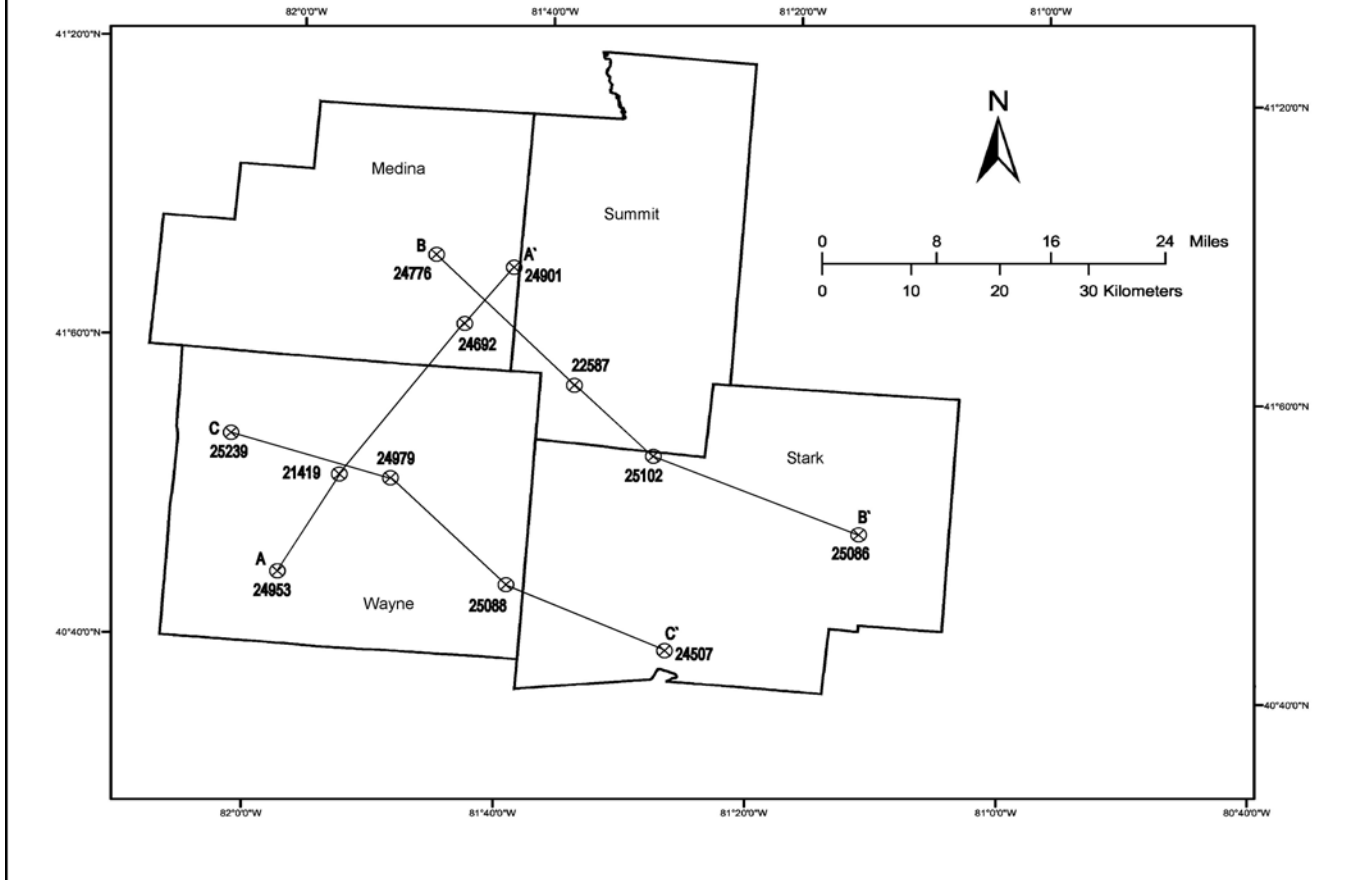 82°0'0"W 81°40'0"W 81°20'0"W 81°0'0"W
41°20'0"N
N
41°20'0"N
Medina
Summit
0 8 16 24 Miles
0 10 20 30 Kilometers
B
24776
A`
24901
41°60'0"N
24692
22587
41°60'0"N
C
25239
21419
24979
Stark
25102
B`
25086
A
24953
Wayne
25088
40°40'0"N
C`
24507
40°40'0"N
82°0'0"W 81°40'0"W 81°20'0"W 81°0'0"W 80°40'0"W